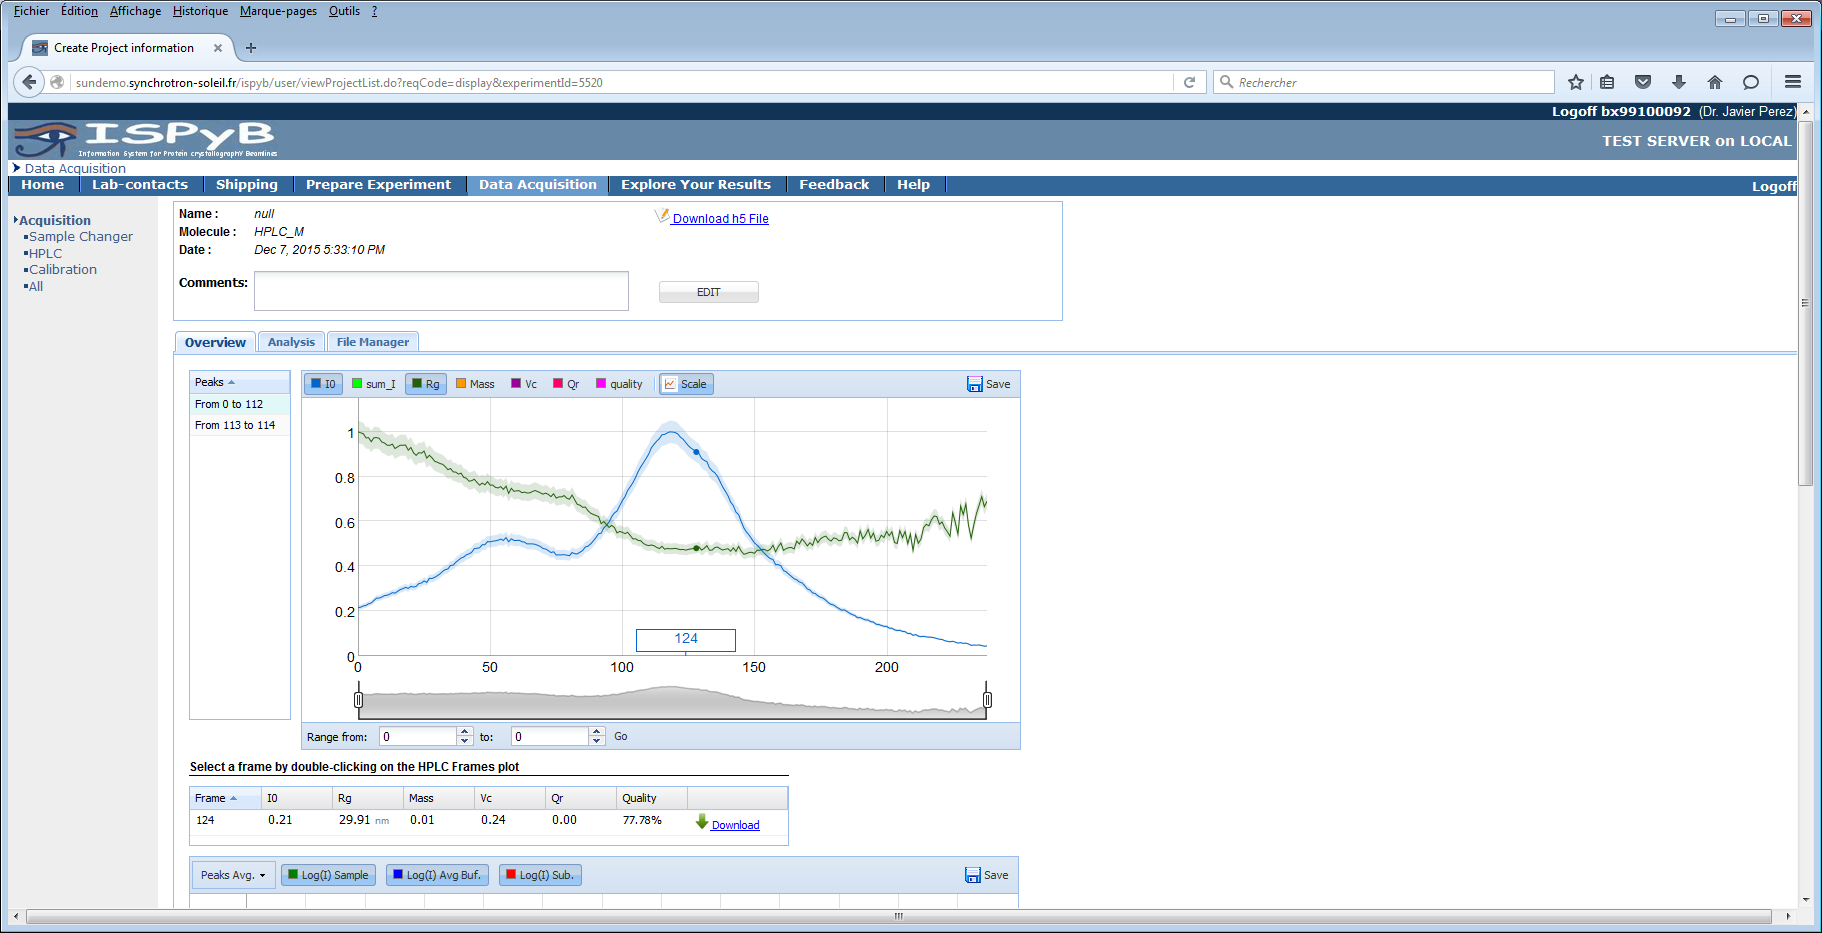 Fichier Édition Affichage Historique Marque-pages Outils ?
Create Project information
sundemo.synchrotron-soleil.fr/ispyb/user/viewProjectList.do?reqCode=display&experimentId=5520
Rechercher
Logoff bx99100092 (Dr. Javier Perez)
ISPyB
Information System for Protein crystallography Beamlines
TEST SERVER on LOCAL
Data Acquisition
Home Lab-contacts Shipping Prepare Experiment Data Acquisition Explore Your Results Feedback Help Logoff
Acquisition
Sample Changer
HPLC
Calibration
All
Name : null
Download h5 File
Molecule : HPLC_M
Date : Dec 7, 2015 5:33:10 PM
Comments:
EDIT
Overview Analysis File Manager
Peaks
From 0 to 112
From 113 to 114
I0 sum_I Rg Mass Vc Qr quality Scale Save
1
0.8
0.6
0.4
0.2
0
124
0 50 100 150 200
Range from: 0 to: 0 Go
Select a frame by double-clicking on the HPLC Frames plot
Frame I0 Rg Mass Vc Qr Quality
124 0.21 29.91 nm 0.01 0.24 0.00 77.78% Download
Peaks Avg. Log(I) Sample Log(I) Avg Buf. Log(I) Sub. Save